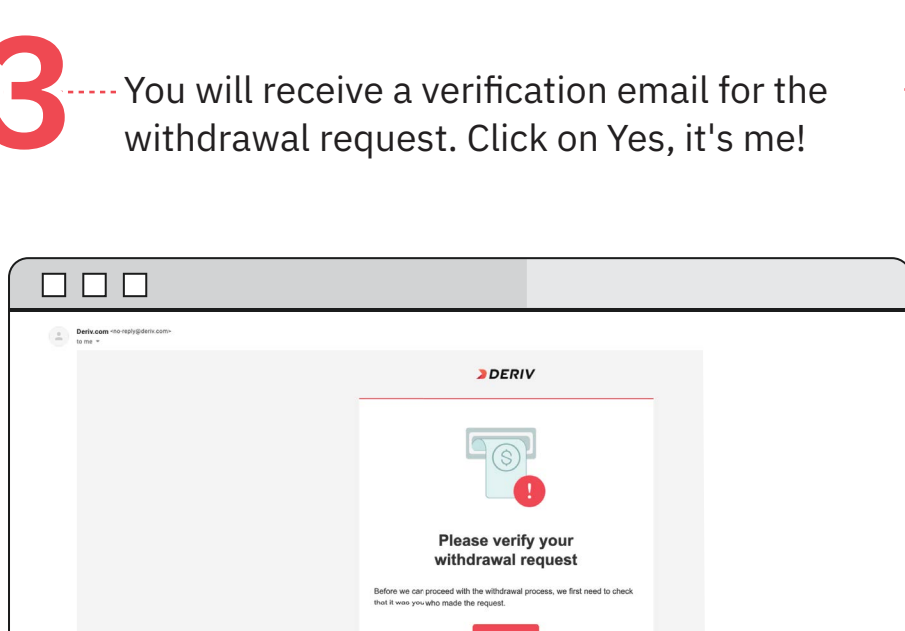 3
You will receive a verification email for the
withdrawal request. Click on Yes, it's me!
Deriv.com <no-reply@deriv.com>
to me
DERIV
$
!
Please verify your
withdrawal request
Before we can proceed with the withdrawal process, we first need to check
that it was you who made the request.